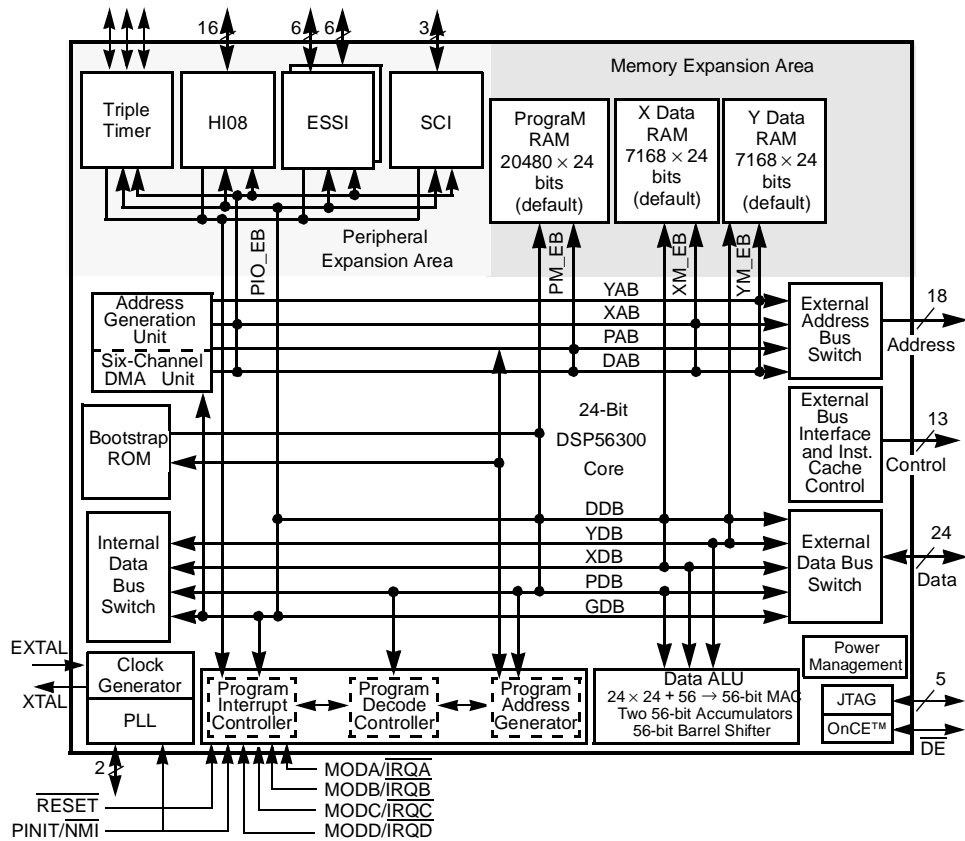 16
6
6
3
Memory Expansion Area
Triple
Timer
HI08
ESSI
SCI
PrograM
RAM
20480 × 24
bits
(default)
X Data
RAM
7168 × 24
bits
(default)
Y Data
RAM
7168 × 24
bits
(default)
Peripheral
Expansion Area
PIO_EB
PM_EB
XM_EB
YM_EB
Address
Generation
Unit
Six-Channel
DMA Unit
YAB
XAB
PAB
DAB
External
Address
Bus
Switch
18
Address
Bootstrap
ROM
24-Bit
DSP56300
Core
External
Bus
Interface
and Inst.
Cache
Control
13
Control
Internal
Data
Bus
Switch
DDB
YDB
XDB
PDB
GDB
External
Data Bus
Switch
24
Data
EXTAL
XTAL
Clock
Generator
PLL
2
Program
Interrupt
Controller
Program
Decode
Controller
Program
Address
Generator
Data ALU
24 × 24 + 56 → 56-bit MAC
Two 56-bit Accumulators
56-bit Barrel Shifter
Power
Management
JTAG
OnCE™
5
DE
RESET
PINIT/NMI
MODA/IRQA
MODB/IRQB
MODC/IRQC
MODD/IRQD